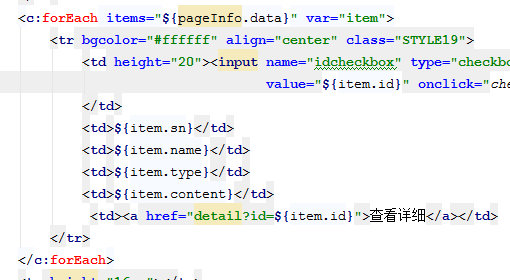 <c:forEach items="${pageInfo.data}" var="item">
<tr bgcolor="#ffffff" align="center" class="STYLE19">
<td height="20"><input name="idcheckbox" type="checkbo
value="${item.id}" onclick="che
</td>
<td>${item.sn}</td>
<td>${item.name}</td>
<td>${item.type}</td>
<td>${item.content}</td>
<td><a href="detail?id=${item.id}">查看详细</a></td>
</tr>
</c:forEach>